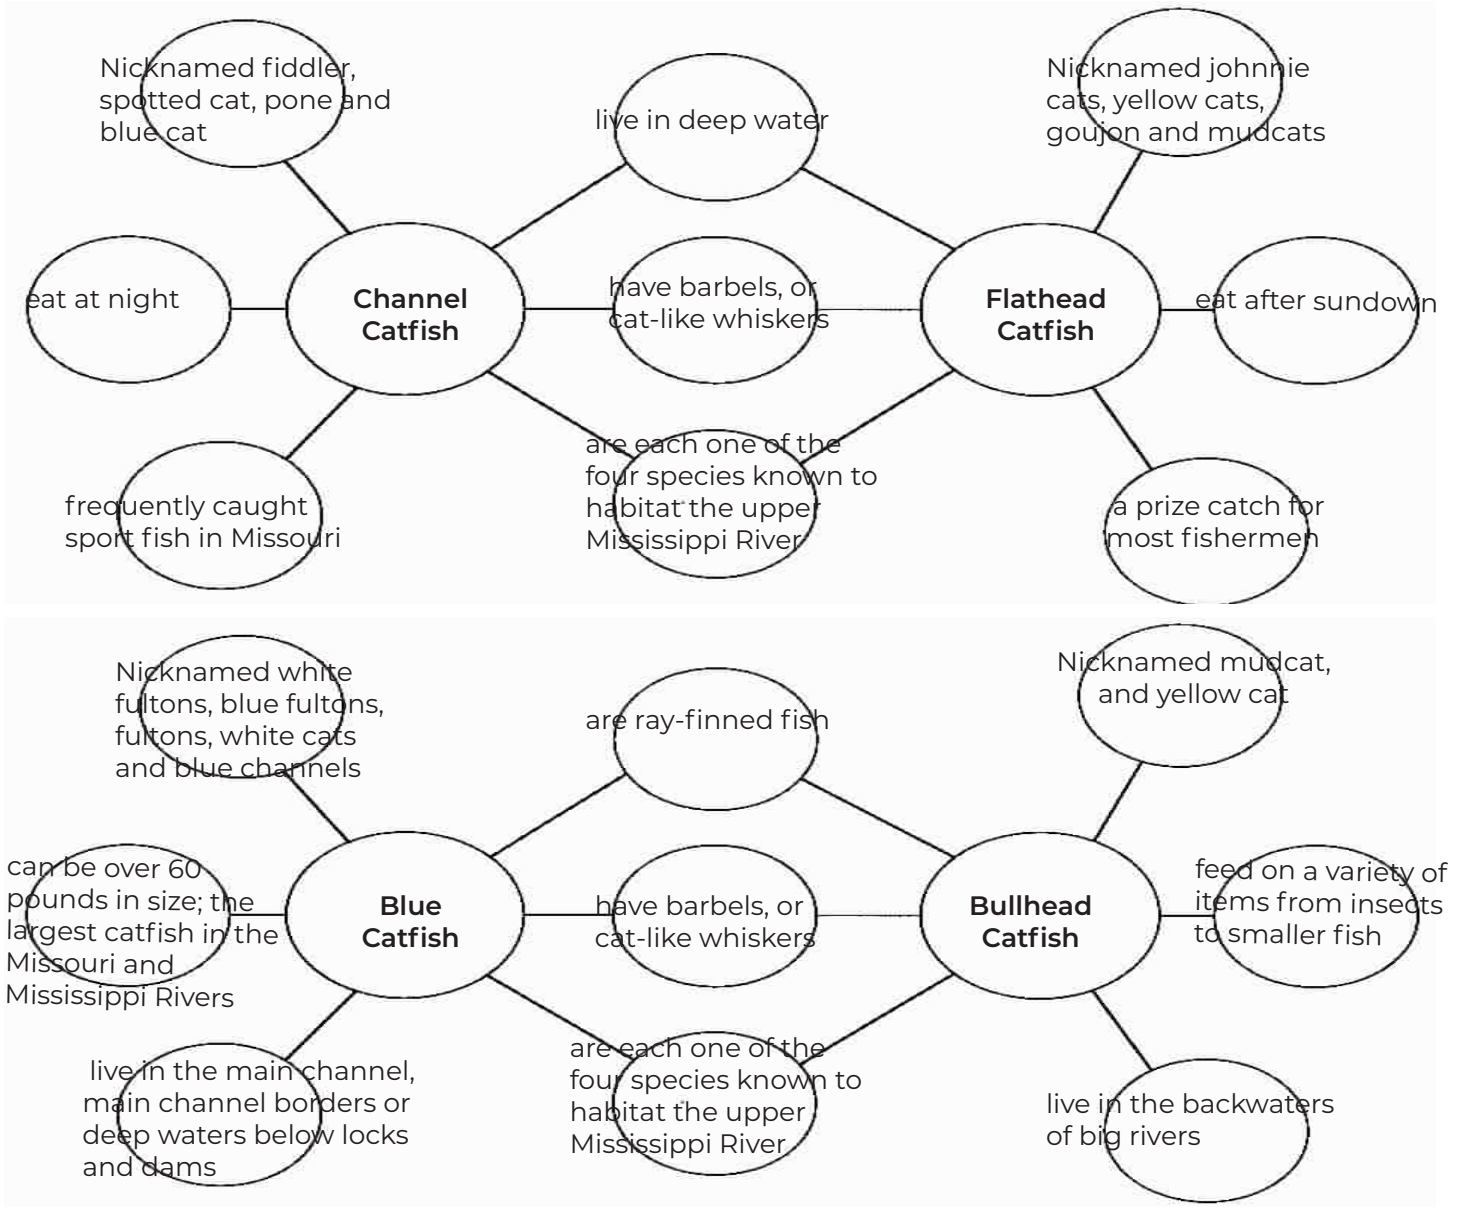 Nicknamed fiddler,
spotted cat, pone and
blue cat
live in deep water
Nicknamed johnnie
cats, yellow cats,
goujon and mudcats
eat at night
Channel
Catfish
have barbels, or
cat-like whiskers
Flathead
Catfish
eat after sundown
frequently caught
sport fish in Missouri
are each one of the
four species known to
habitat the upper
Mississippi River
a prize catch for
most fishermen
Nicknamed white
fultons, blue fultons,
fultons, white cats
and blue channels
are ray-finned fish
Nicknamed mudcat,
and yellow cat
can be over 60
pounds in size; the
largest catfish in the
Missouri and
Mississippi Rivers
Blue
Catfish
have barbels, or
cat-like whiskers
Bullhead
Catfish
feed on a variety of
items from insects
to smaller fish
live in the main channel,
main channel borders or
deep waters below locks
and dams
are each one of the
four species known to
habitat the upper
Mississippi River
live in the backwaters
of big rivers